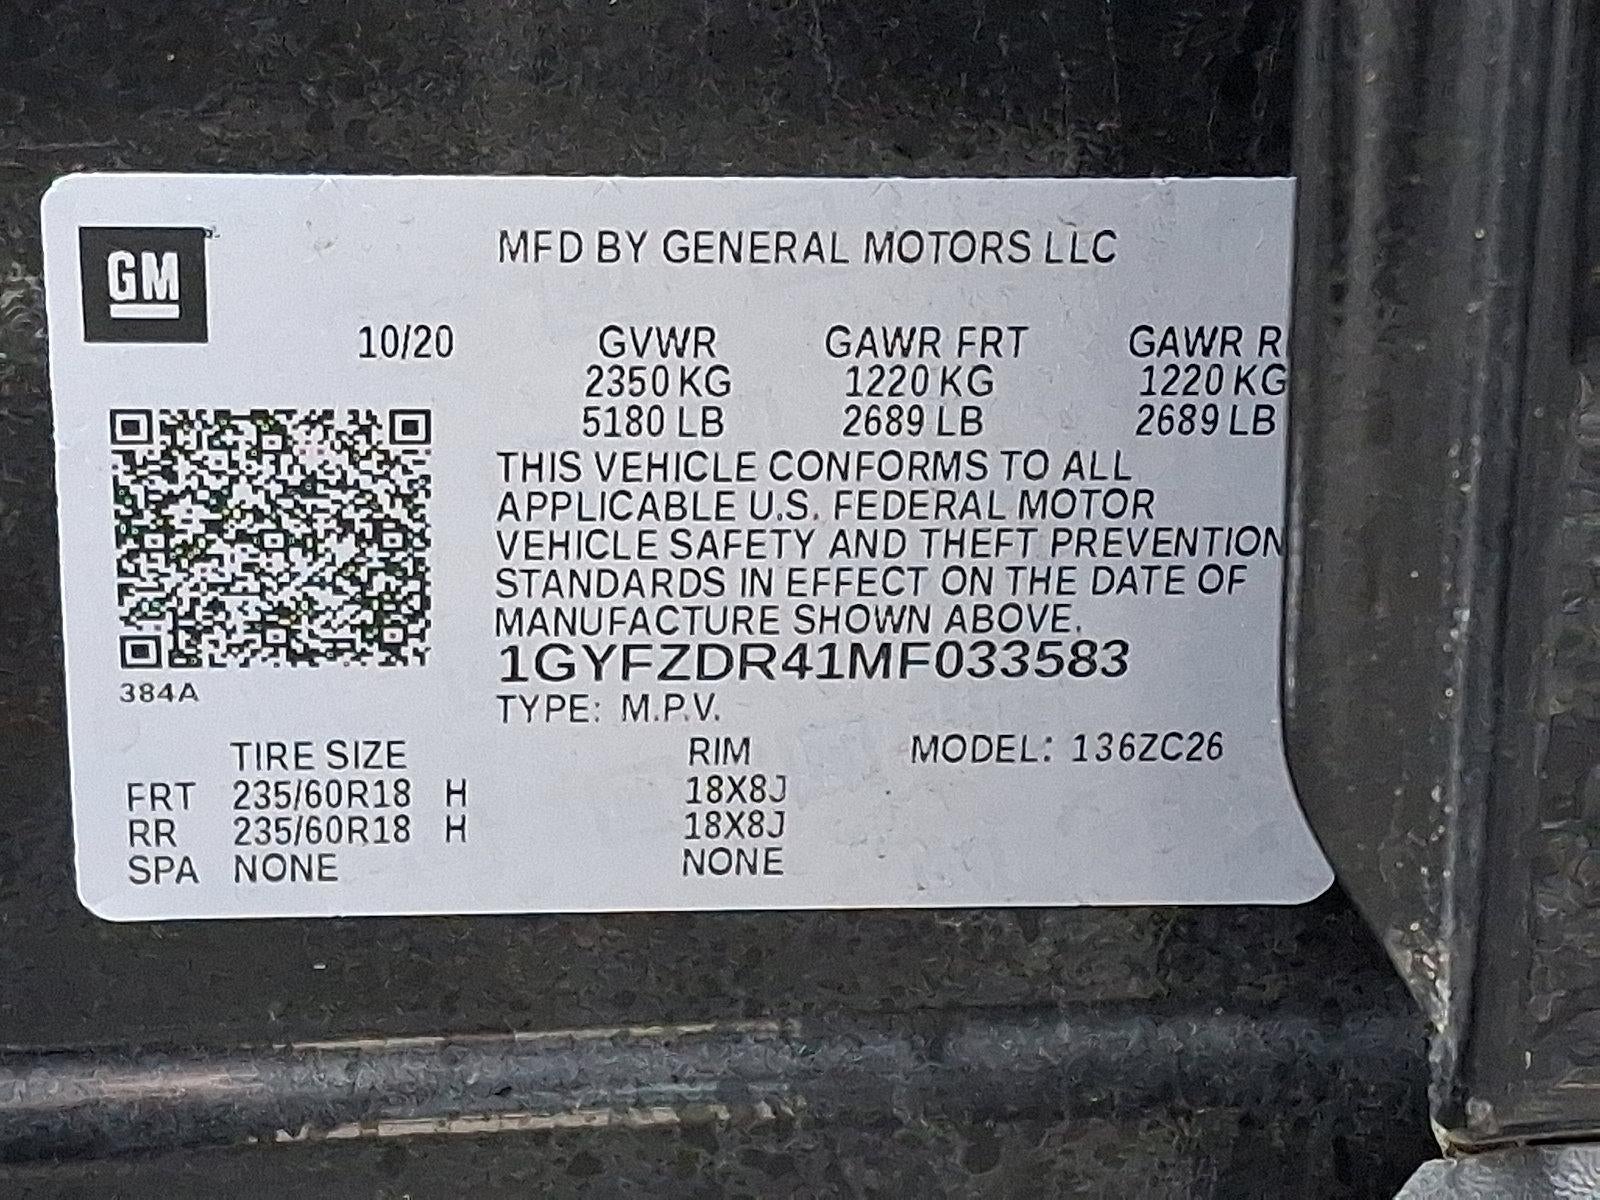 GM
MFD BY GENERAL MOTORS LLC
10/20 GVWR GAWR FRT GAWR R
2350 KG 1220 KG 1220 KG
5180 LB 2689 LB 2689 LB
THIS VEHICLE CONFORMS TO ALL
APPLICABLE U.S. FEDERAL MOTOR
VEHICLE SAFETY AND THEFT PREVENTION
STANDARDS IN EFFECT ON THE DATE OF
MANUFACTURE SHOWN ABOVE.
1GYFZDR41MF033583
384A
TYPE: M.P.V.
TIRE SIZE RIM MODEL: 136ZC26
FRT 235/60R18 H 18X8J
RR 235/60R18 H 18X8J
SPA NONE NONE